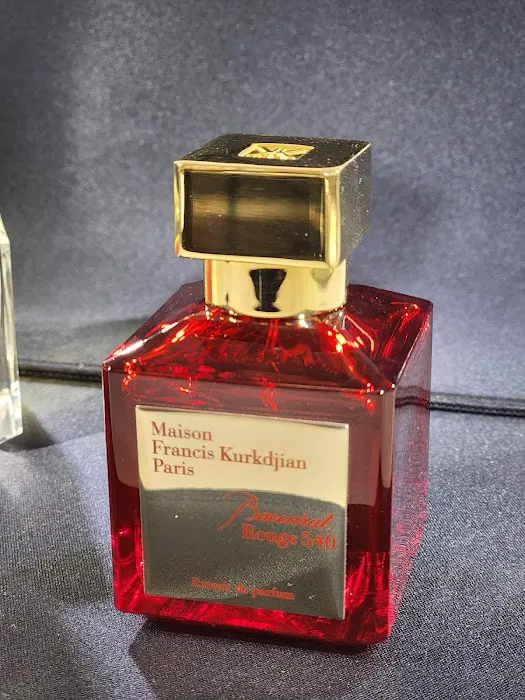 Maison
Francis Kurkdjian
Paris
Baccarat
Rouge 540
Extrait de parfum